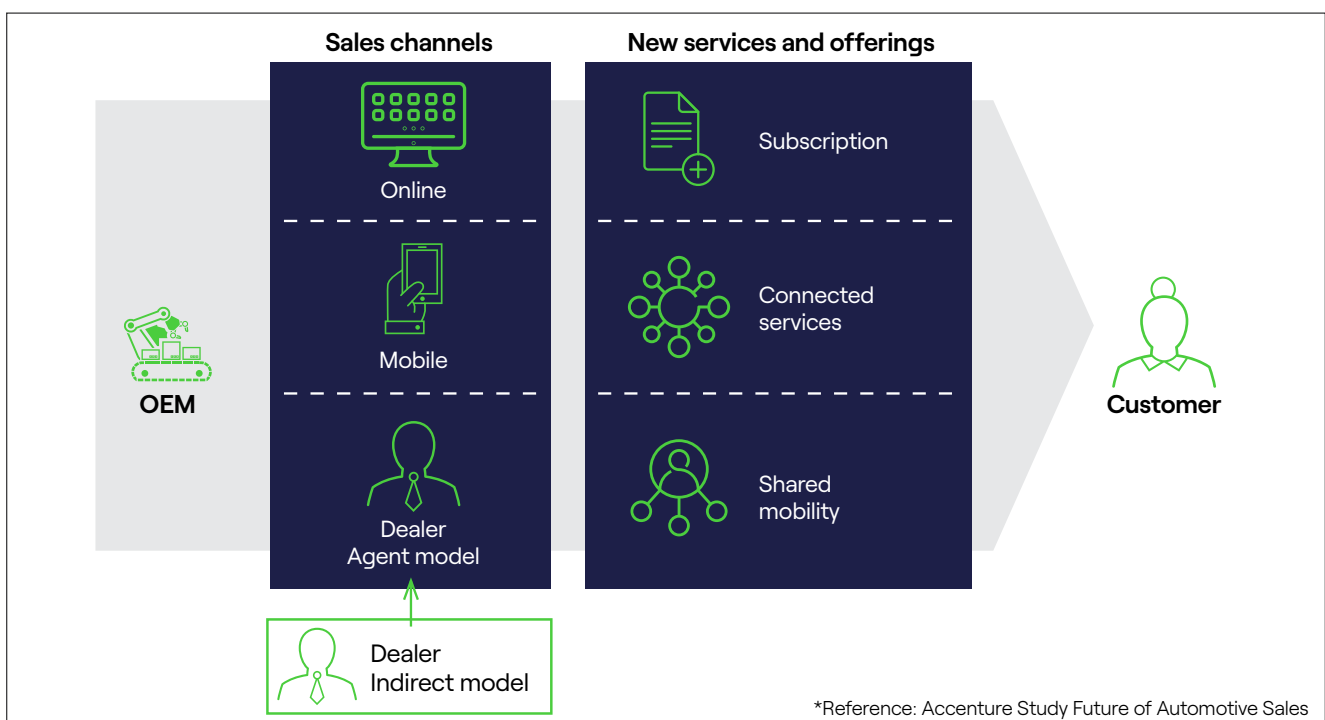 Sales channels
New services and offerings
Online
Subscription
Mobile
Connected
services
OEM
Customer
Dealer
Agent model
Shared
mobility
Dealer
Indirect model
*Reference: Accenture Study Future of Automotive Sales